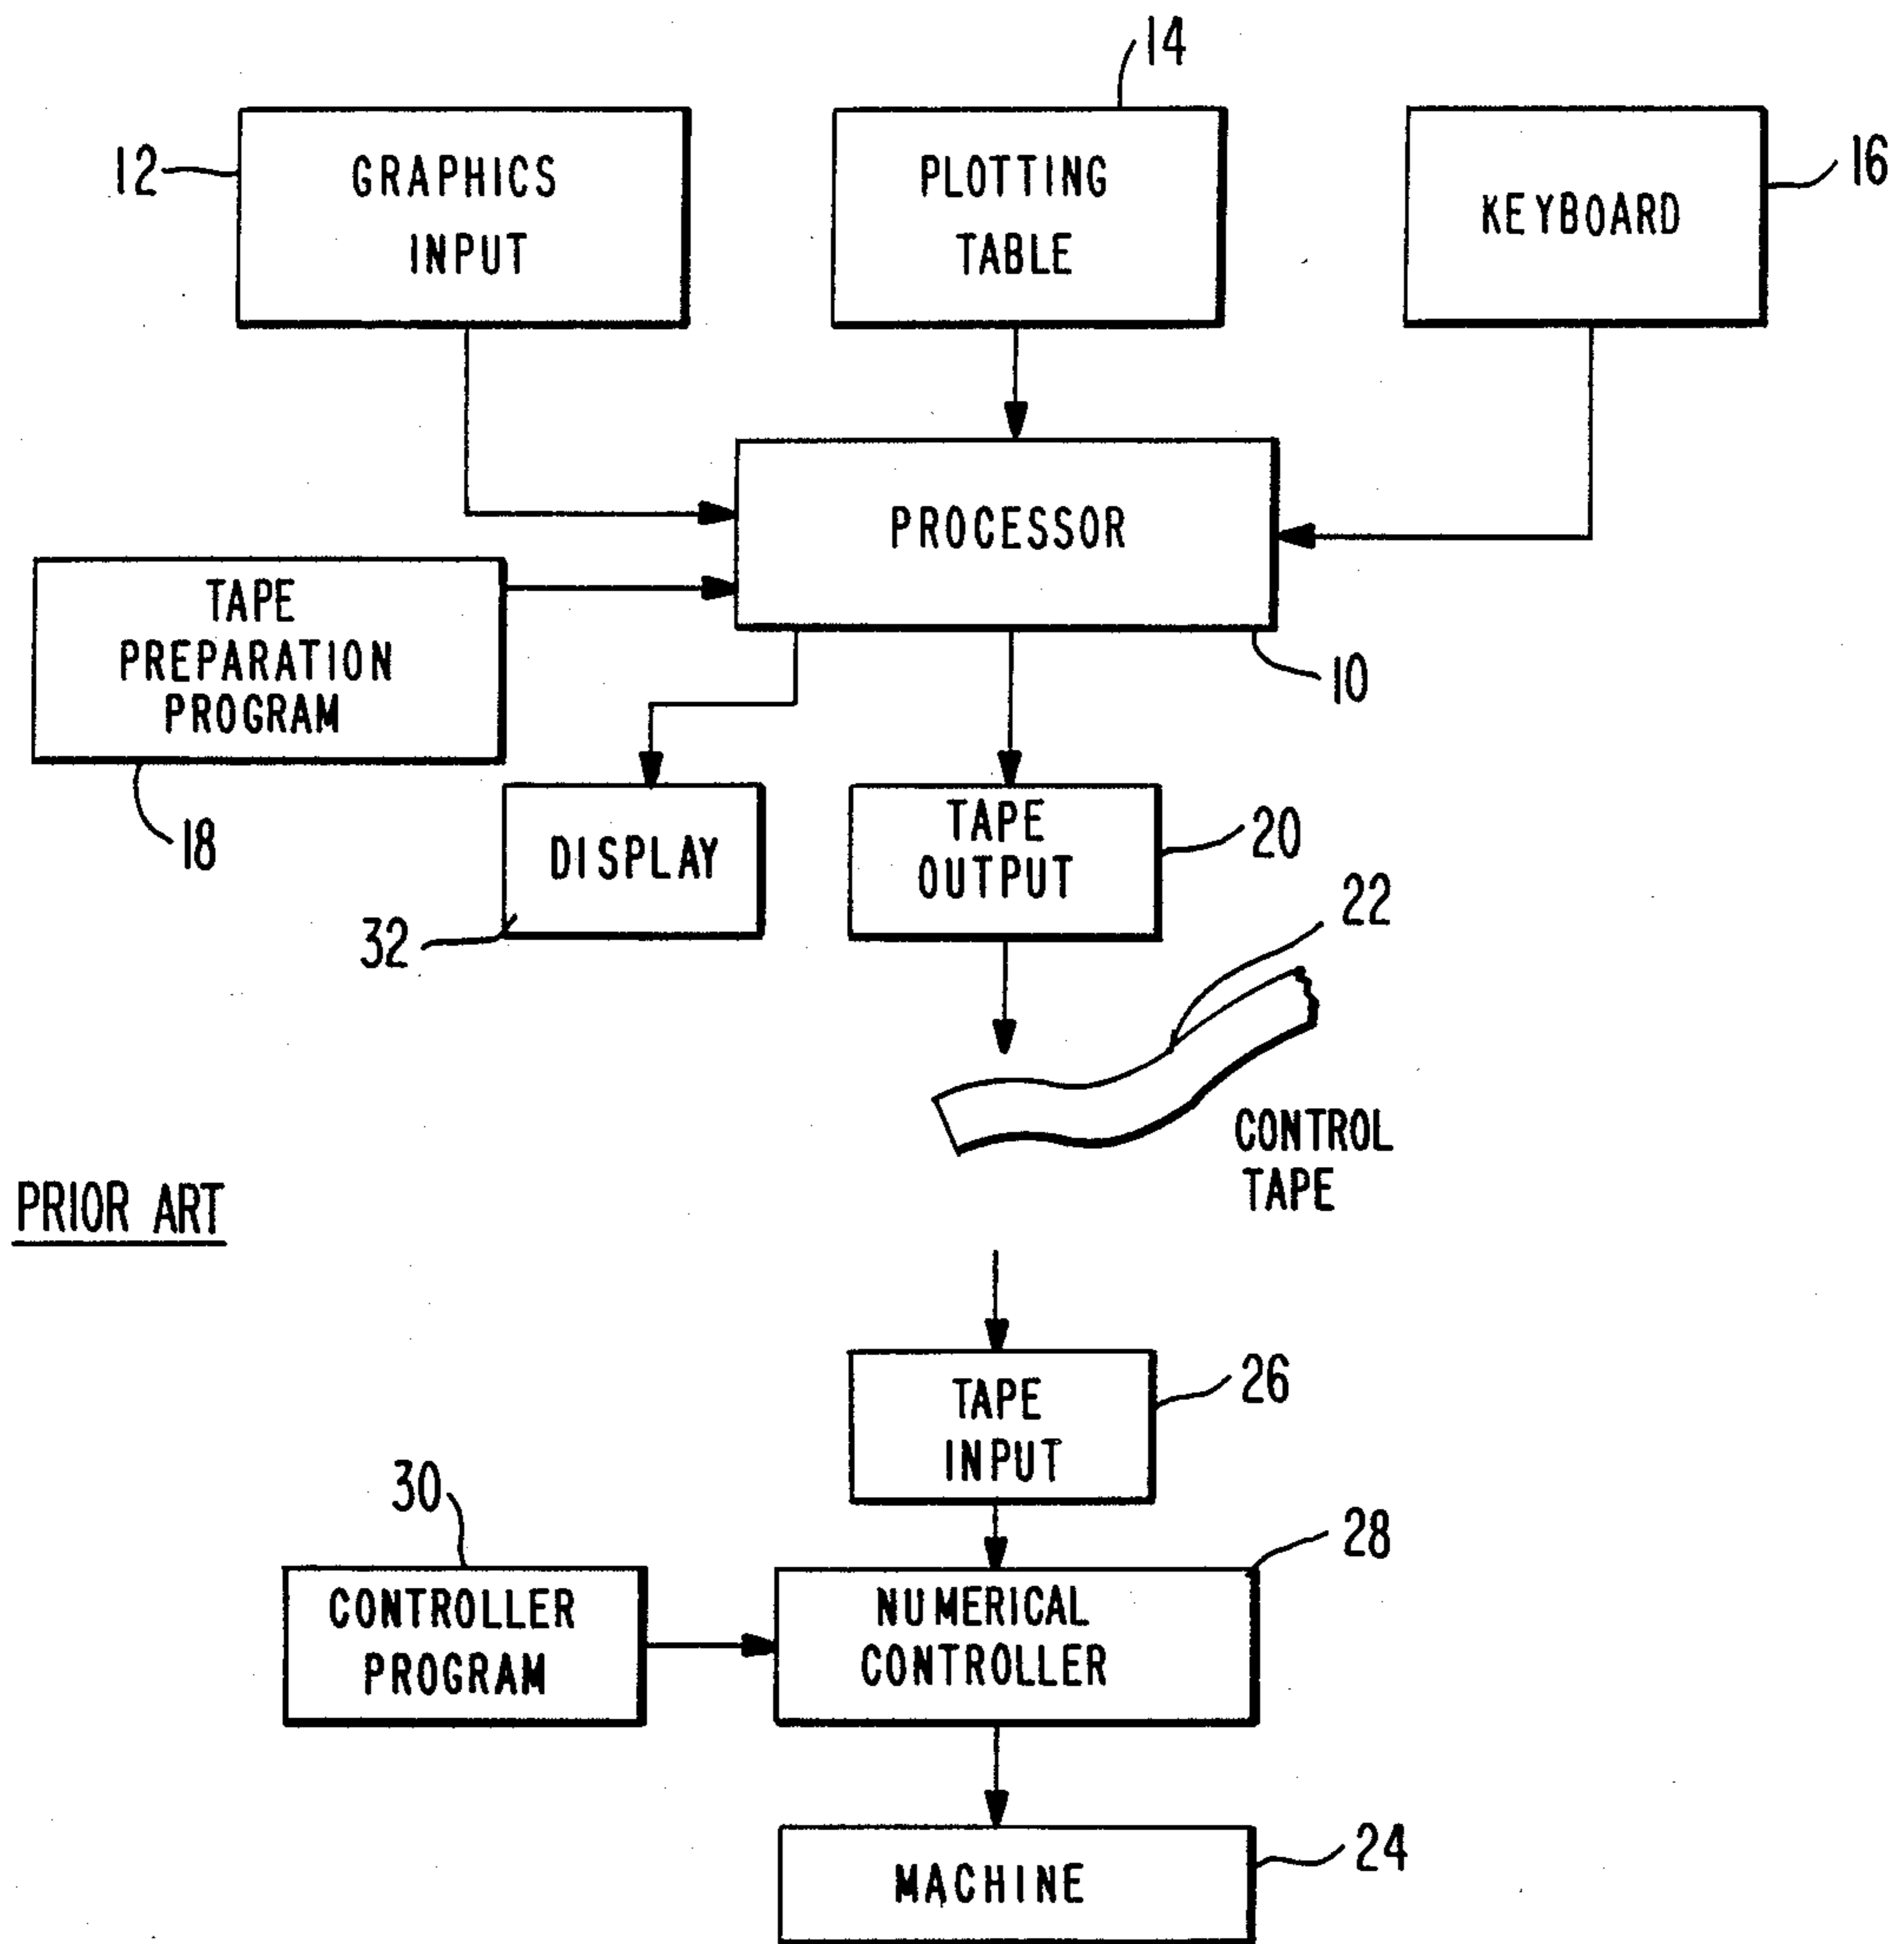 14
12
GRAPHICS
INPUT
PLOTTING
TABLE
KEYBOARD
16
PROCESSOR
10
TAPE
PREPARATION
PROGRAM
18
DISPLAY
32
TAPE
OUTPUT
20
22
CONTROL
TAPE
PRIOR ART
TAPE
INPUT
26
30
CONTROLLER
PROGRAM
NUMERICAL
CONTROLLER
28
MACHINE
24